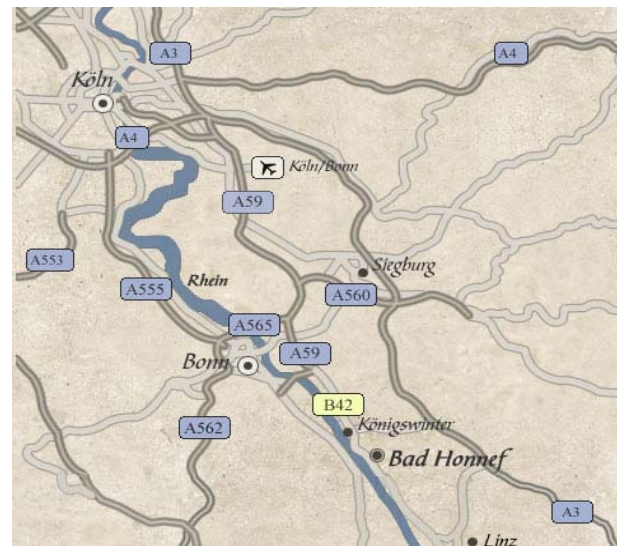 A3
A4
Köln
A4
Köln/Bonn
A59
A553
Siegburg
Rhein
A555
A560
A565
Bonn
A59
B42
A562
Königswinter
Bad Honnef
A3
Linz